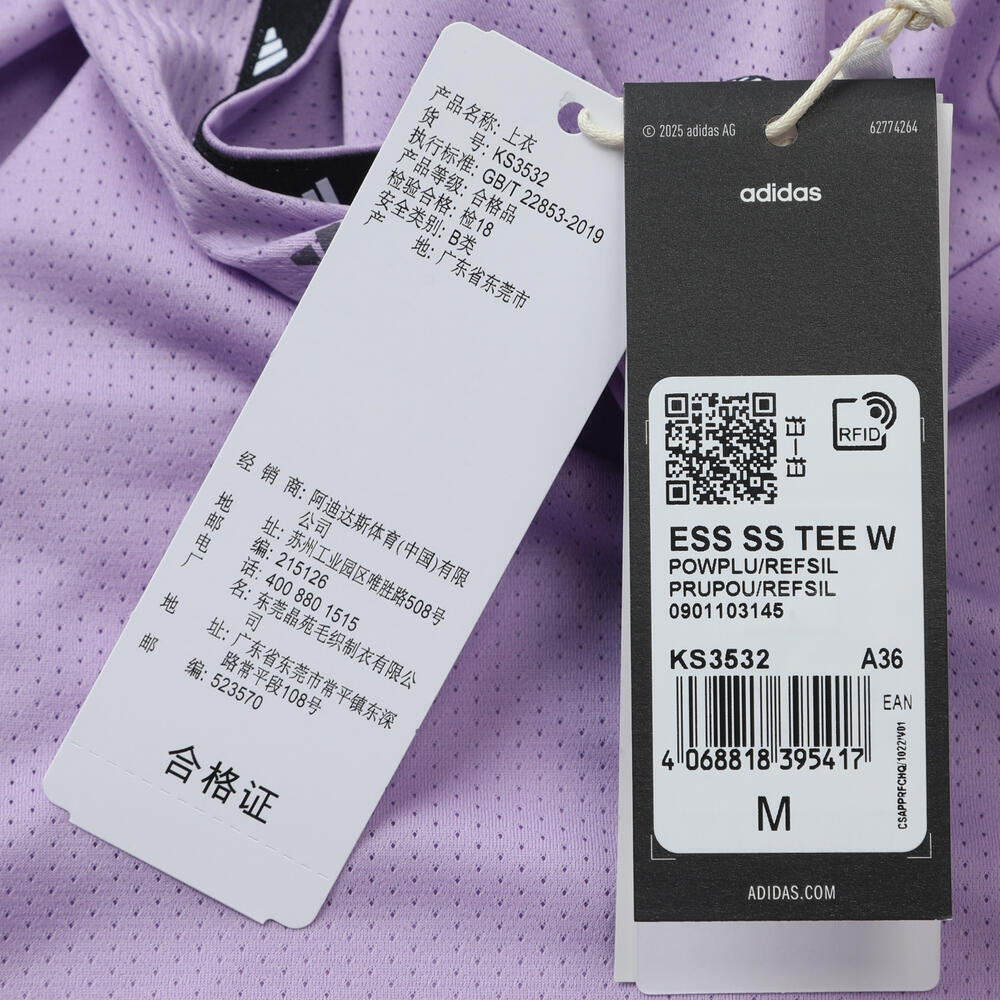 产品名称: 上衣
货 号: KS3532
执行标准: GB/T 22853-2019
产品等级: 合格品
检验合格: 检18
安全类别: B类
产 地: 广东省东莞市
经 销 商: 阿迪达斯体育(中国)有限
公司
地 址: 苏州工业园区唯胜路508号
邮 编: 215126
电 话: 400 880 1515
厂 名: 东莞晶苑毛织制衣有限公
司
地 址: 广东省东莞市常平镇东深
路常平段108号
邮 编: 523570
合格证
© 2025 adidas AG
62774264
adidas
RFID
ESS SS TEE W
POWPLU/REFSIL
PRUPOU/REFSIL
0901103145
KS3532 A36
EAN
4 068818 395417
M
CSAPPRFCHQ/1022/V01
ADIDAS.COM